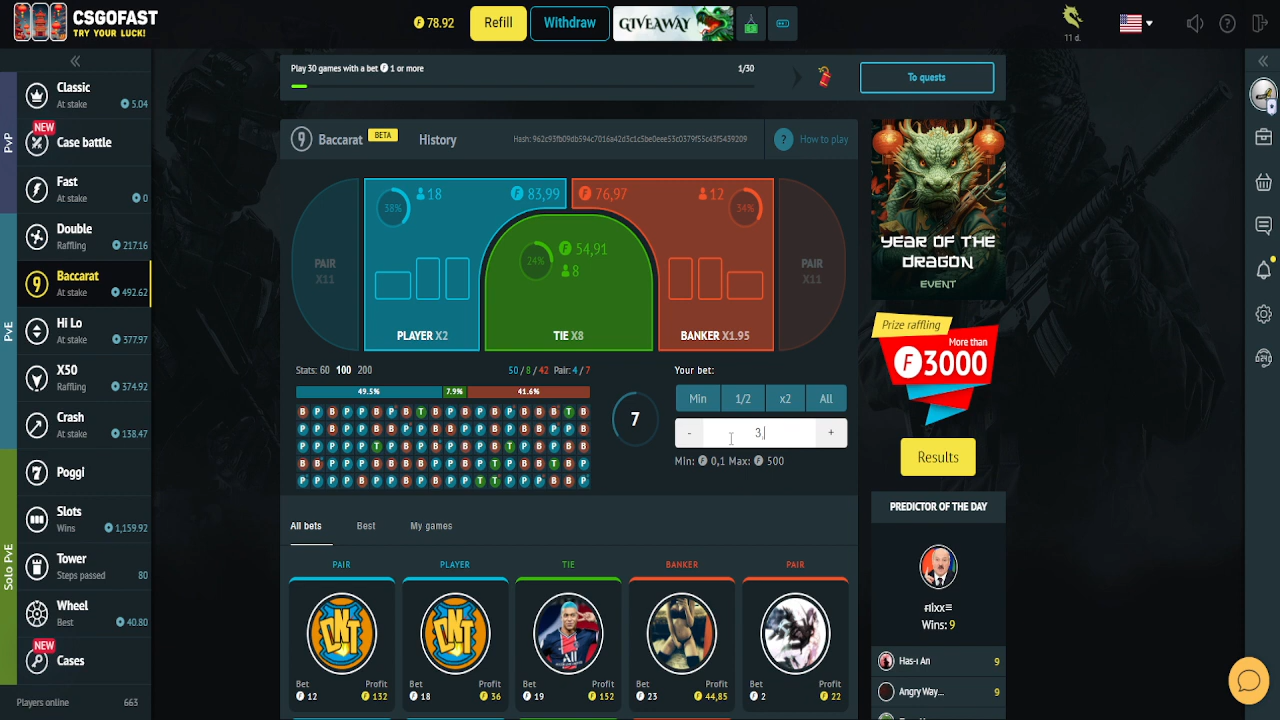 CSGOFAST
TRY YOUR LUCK!
78.92
Refill
Withdraw
GIVEAWAY
11 d.
Play 30 games with a bet F 1 or more
1/30
To quests
PvP
Classic
At stake 5.04
NEW
Case battle
Fast
At stake 0
PvE
Double
Raffling 217.16
Baccarat
At stake 492.62
Hi Lo
At stake 377.97
X50
Raffling 374.92
Crash
At stake 138.47
Solo PvE
Poggi
Slots
Wins 1,159.92
Tower
Steps passed 80
Wheel
Best 40.80
NEW
Cases
Players online 663
9 Baccarat BETA History
Hash: 962c93fb09db594c7016a42d3c1c5be0eee53c0379f55c43f5439209
? How to play
38% 18 F 83,99
F 76,97 12 34%
24% F 54,91
8
PAIR
X11
PLAYER X2
TIE X8
BANKER X1.95
PAIR
X11
Stats: 60 100 200
50 / 8 / 42 Pair: 4 / 7
49.5% 7.9% 41.6%
7
Your bet:
Min 1/2 x2 All
- 3, +
Min: F 0,1 Max: F 500
All bets Best My games
PAIR PLAYER TIE BANKER PAIR
DNT DNT
Bet Profit Bet Profit Bet Profit Bet Profit Bet Profit
12 132 18 36 19 152 23 44,85 2 22
YEAR OF THE
DRAGON
EVENT
Prize raffling
More than
F 3000
Results
PREDICTOR OF THE DAY
Wins: 9
Has-ı An 9
Angry Way... 9